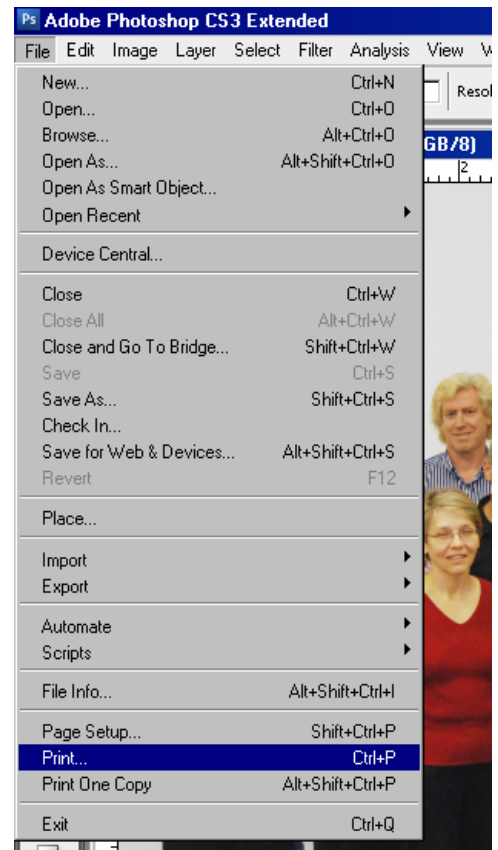 Ps Adobe Photoshop CS3 Extended
File Edit Image Layer Select Filter Analysis View
New... Ctrl+N
Open... Ctrl+O
Browse... Alt+Ctrl+O
Open As... Alt+Shift+Ctrl+O
Open As Smart Object...
Open Recent
Device Central...
Close Ctrl+W
Close All Alt+Ctrl+W
Close and Go To Bridge... Shift+Ctrl+W
Save Ctrl+S
Save As... Shift+Ctrl+S
Check In...
Save for Web & Devices... Alt+Shift+Ctrl+S
Revert F12
Place...
Import
Export
Automate
Scripts
File Info... Alt+Shift+Ctrl+I
Page Setup... Shift+Ctrl+P
Print... Ctrl+P
Print One Copy Alt+Shift+Ctrl+P
Exit Ctrl+Q
Resol
GB/8)
2